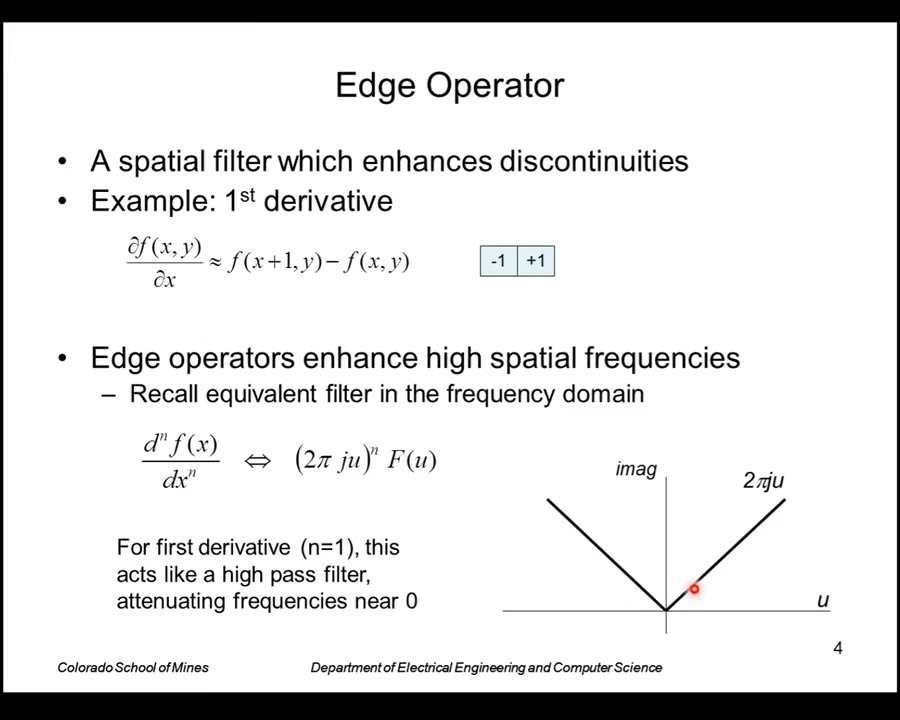 Edge Operator
• A spatial filter which enhances discontinuities
• Example: 1st derivative
∂f(x, y)/∂x ≈ f(x+1, y) − f(x, y)
-1 +1
• Edge operators enhance high spatial frequencies
– Recall equivalent filter in the frequency domain
dⁿ f(x)/dxⁿ ⇔ (2π ju)ⁿ F(u)
imag
2πju
u
For first derivative (n=1), this
acts like a high pass filter,
attenuating frequencies near 0
4
Colorado School of Mines
Department of Electrical Engineering and Computer Science